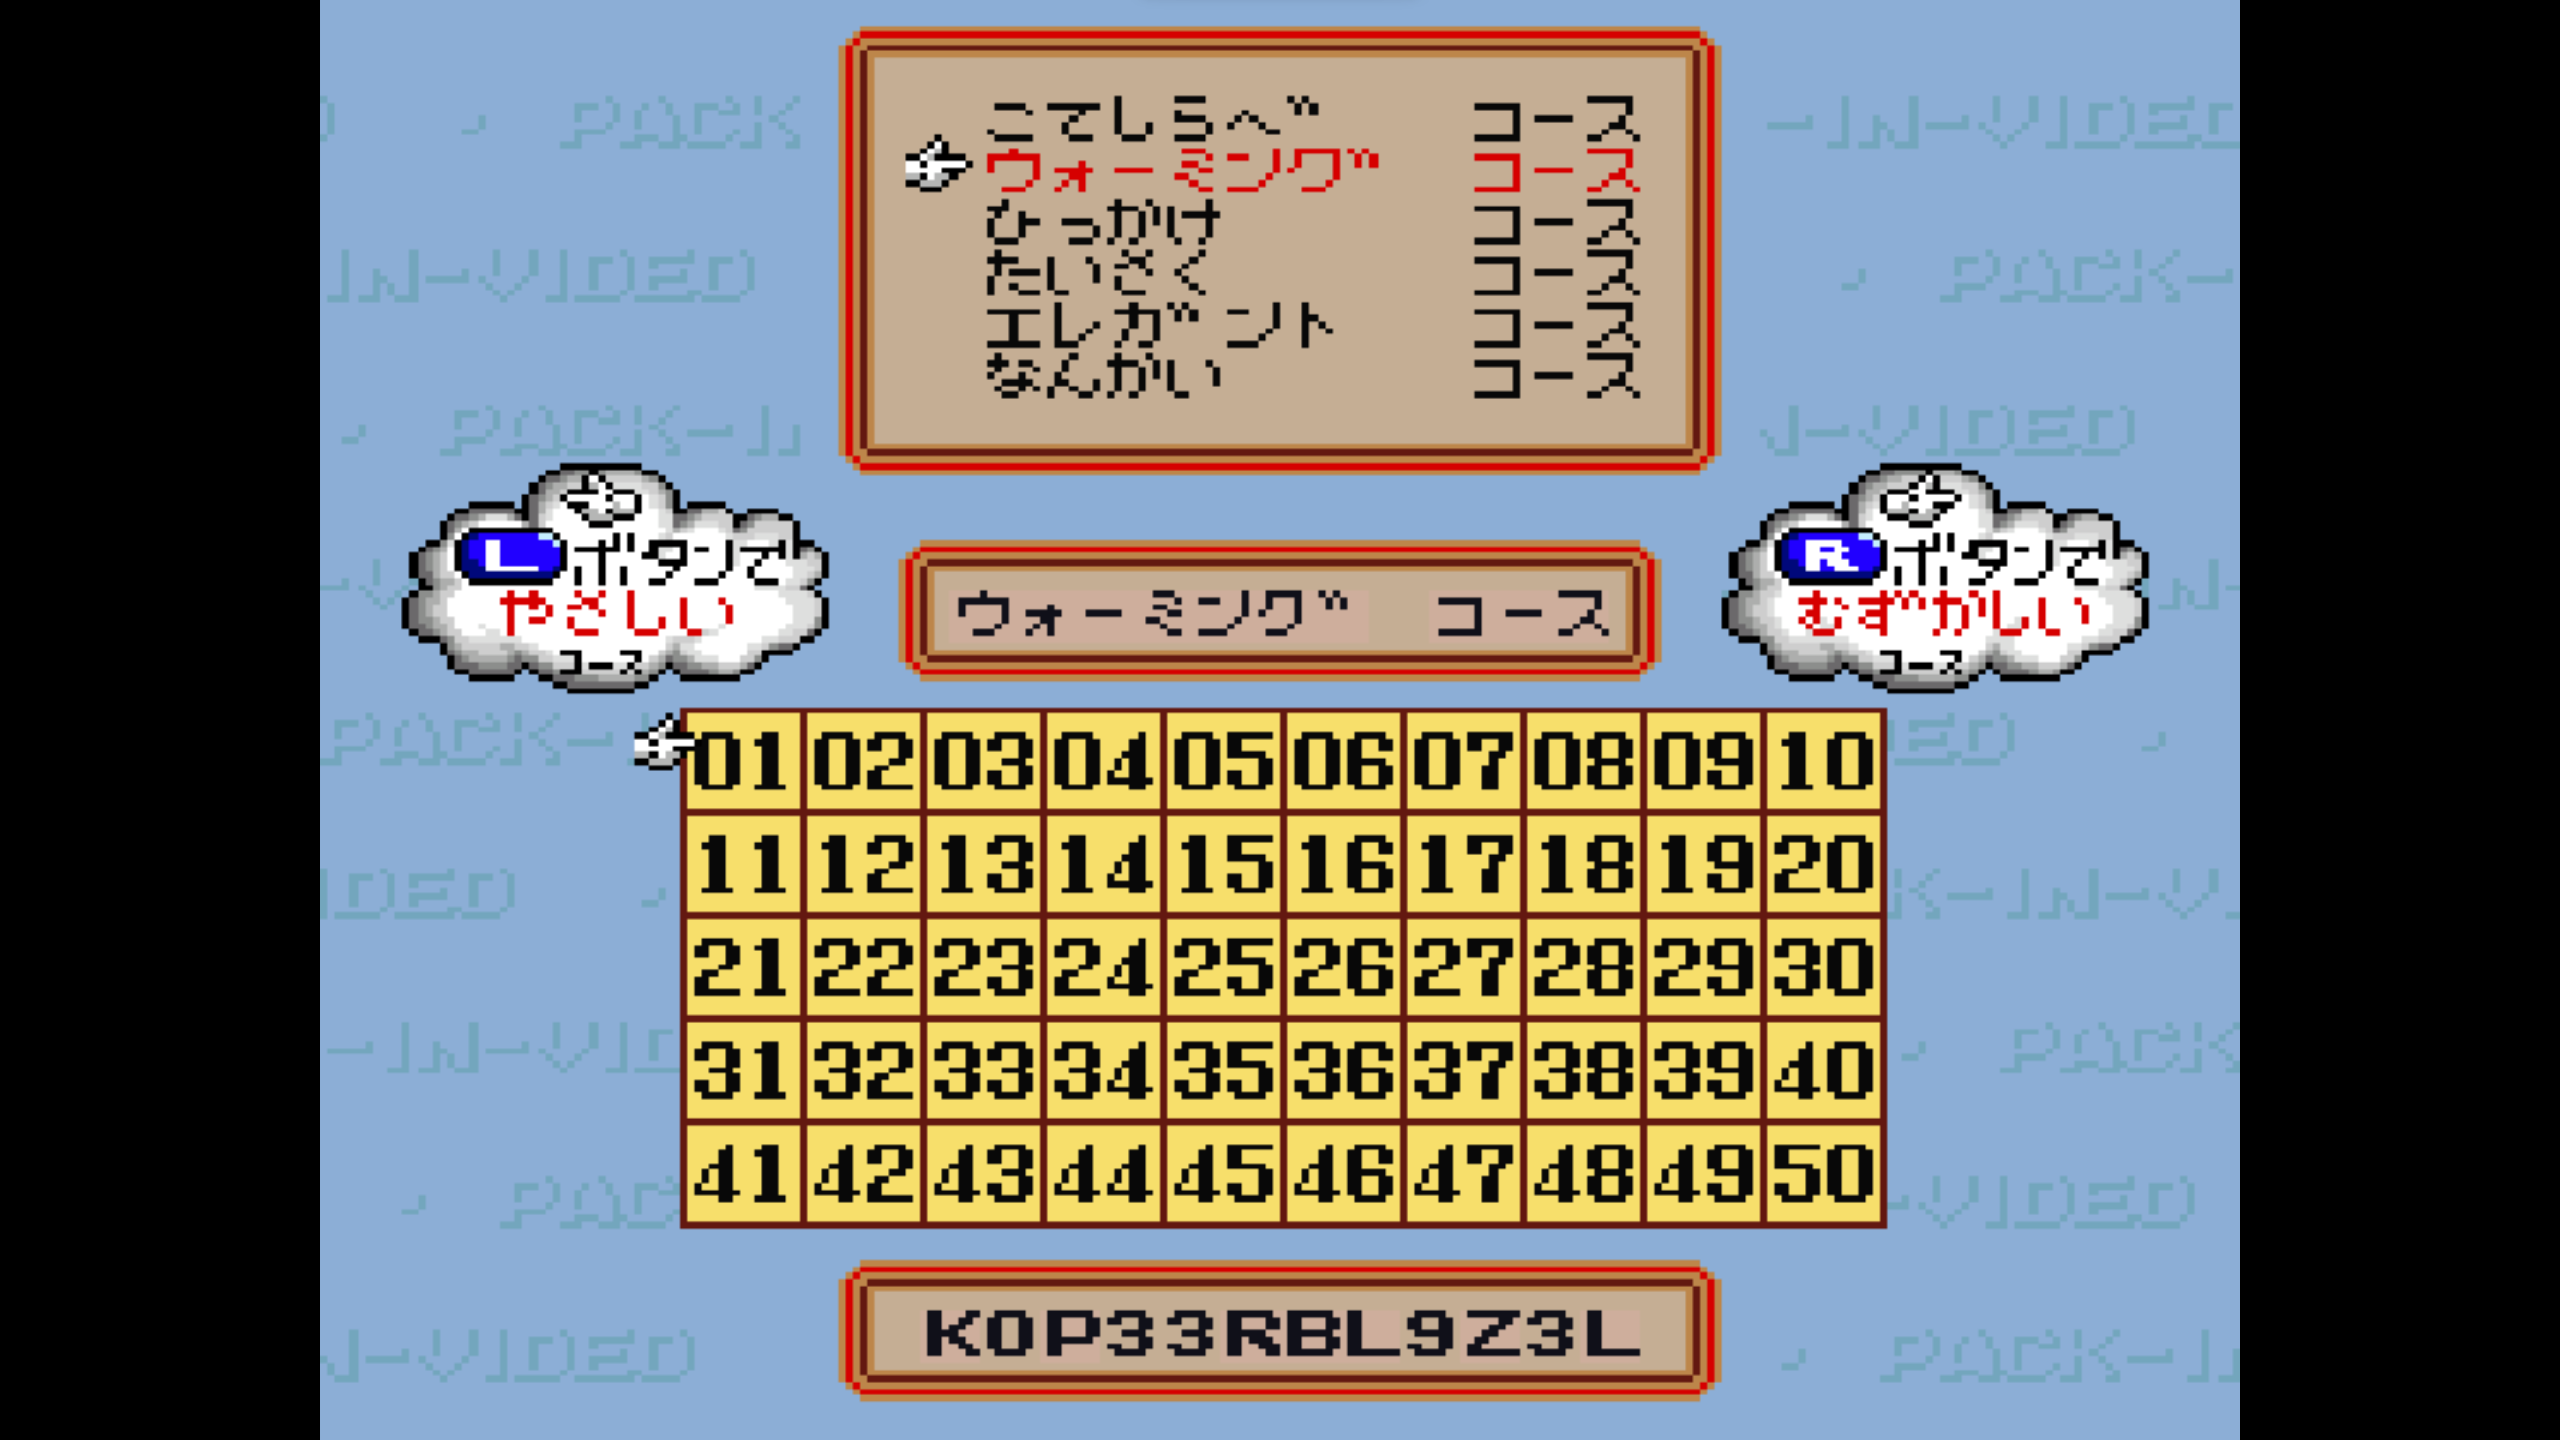 こてしらべ コース
ウォーミング コース
ひっかけ コース
たいさく コース
エレガント コース
なんかい コース
Lボタンで
やさしい
コース
ウォーミング コース
Rボタンで
むずかしい
コース
01 02 03 04 05 06 07 08 09 10
11 12 13 14 15 16 17 18 19 20
21 22 23 24 25 26 27 28 29 30
31 32 33 34 35 36 37 38 39 40
41 42 43 44 45 46 47 48 49 50
K0P33RBL9Z3L
PACK-IN-VIDEO